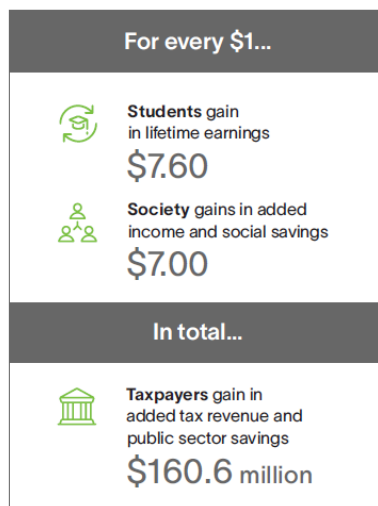 For every $1...
Students gain
in lifetime earnings
$7.60
Society gains in added
income and social savings
$7.00
In total...
Taxpayers gain in
added tax revenue and
public sector savings
$160.6 million